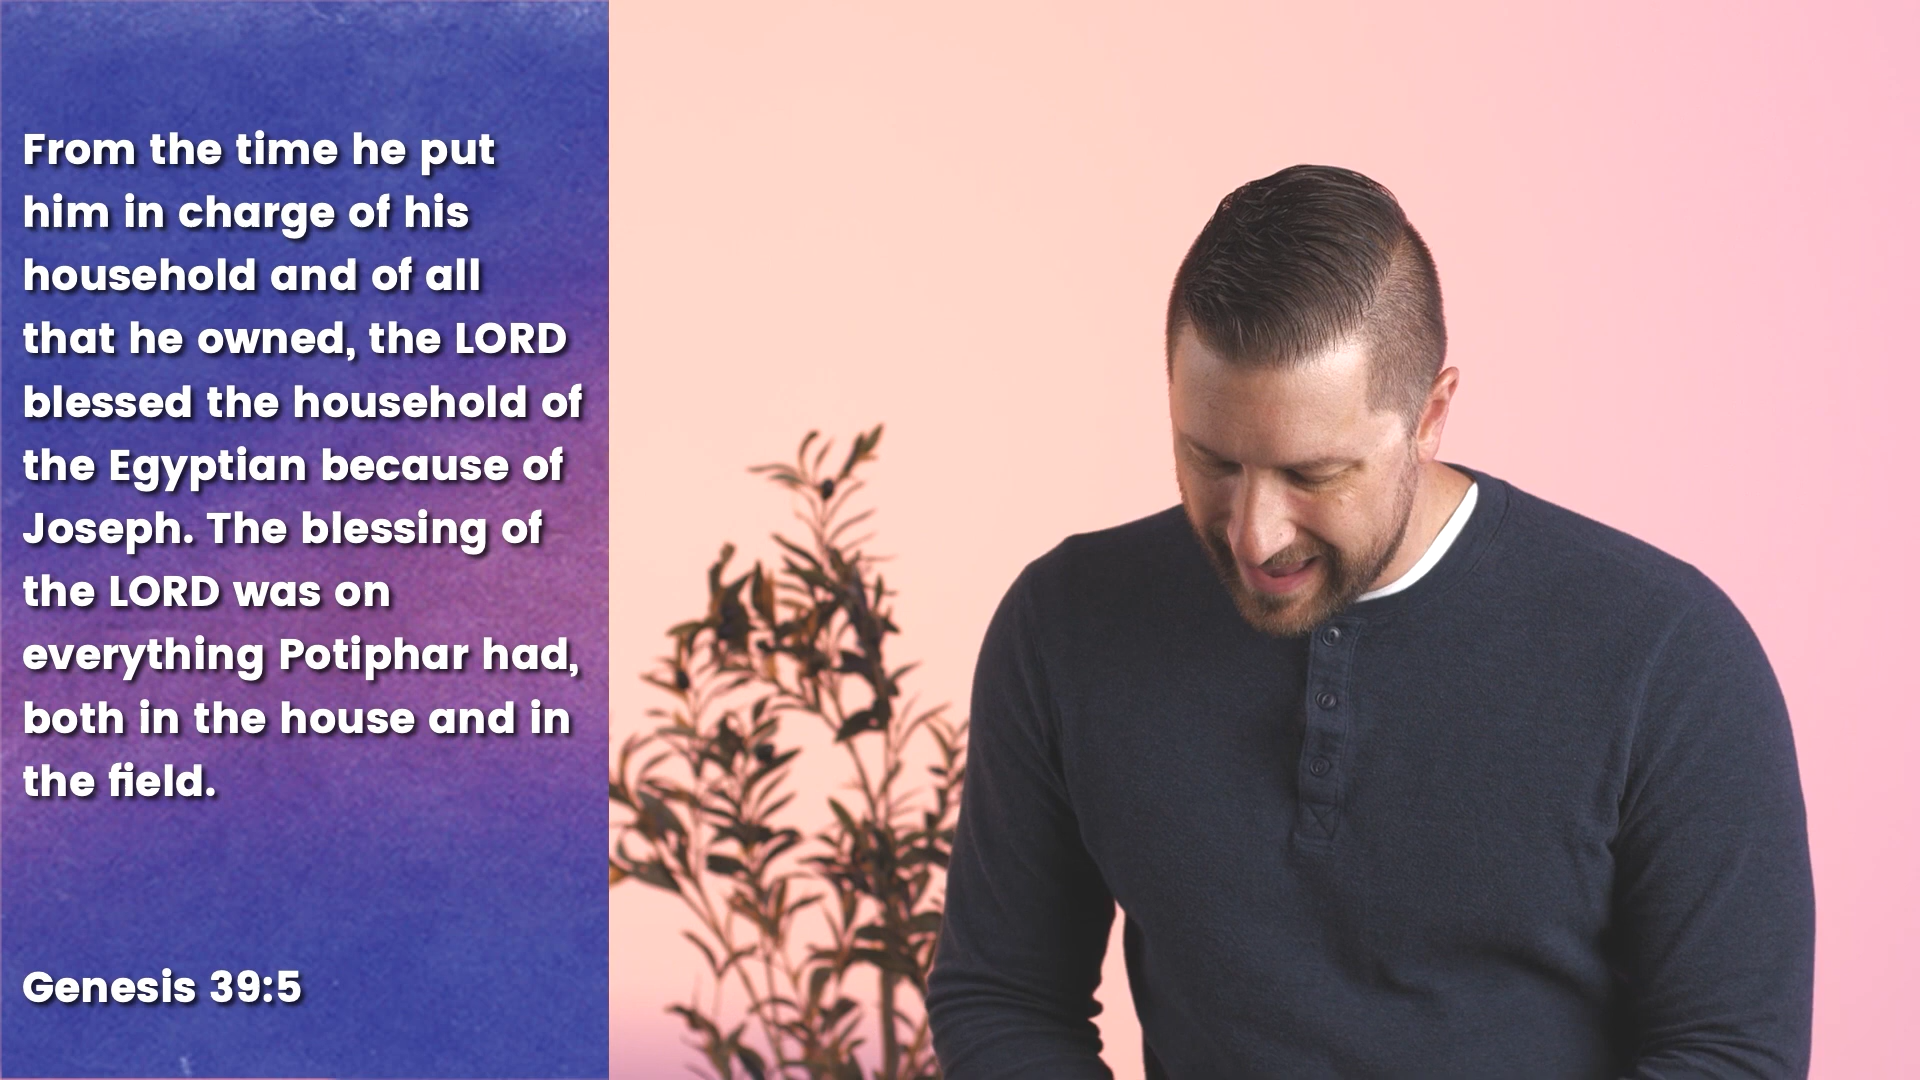 From the time he put
him in charge of his
household and of all
that he owned, the LORD
blessed the household of
the Egyptian because of
Joseph. The blessing of
the LORD was on
everything Potiphar had,
both in the house and in
the field.
Genesis 39:5